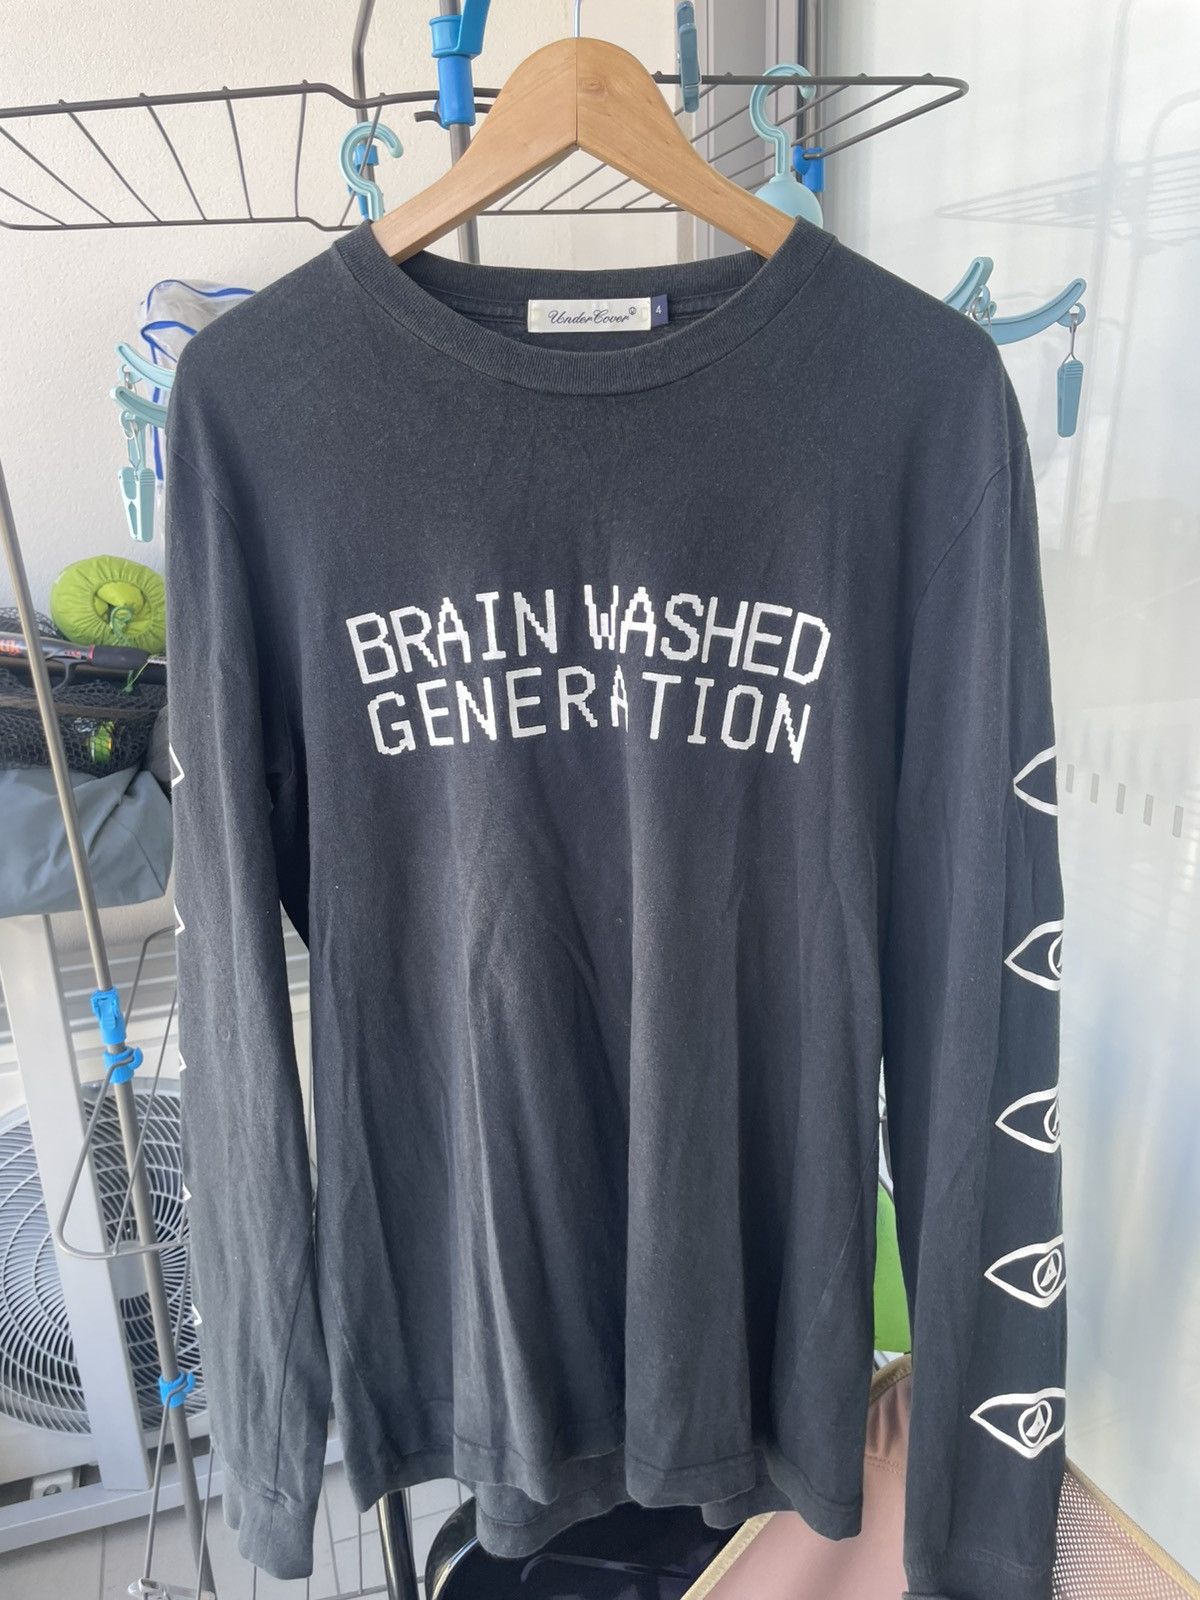 UnderCover®
4
BRAIN WASHED
GENERATION